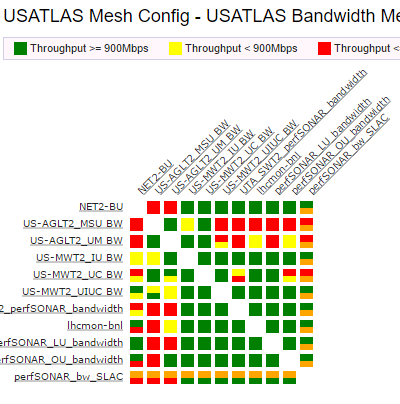 USATLAS Mesh Config - USATLAS Bandwidth Me
Throughput >= 900Mbps Throughput < 900Mbps Throughput <
NET2-BU
US-AGLT2_MSU BW
US-AGLT2_UM BW
US-MWT2_IU BW
US-MWT2_UC BW
US-MWT2_UIUC BW
UTA_SWT2_perfSONAR_bandwidth
lhcmon-bnl
perfSONAR_LU_bandwidth
perfSONAR_OU_bandwidth
perfSONAR_bw_SLAC
NET2-BU
US-AGLT2_MSU BW
US-AGLT2_UM BW
US-MWT2_IU BW
US-MWT2_UC BW
US-MWT2_UIUC BW
2_perfSONAR_bandwidth
lhcmon-bnl
erfSONAR_LU_bandwidth
erfSONAR_OU_bandwidth
perfSONAR_bw_SLAC